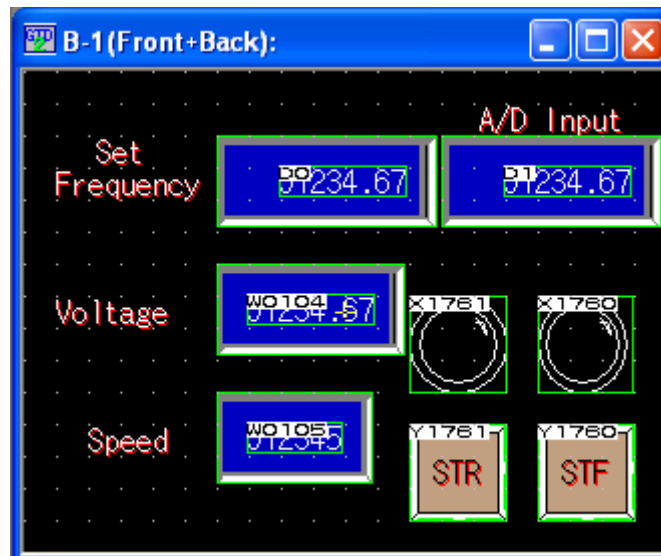 B-1(Front+Back):
A/D Input
Set
Frequency
D0
1234.67
D1
1234.67
Voltage
W0104
X1761
X1760
Speed
W0105
Y1761
Y1760
STR
STF